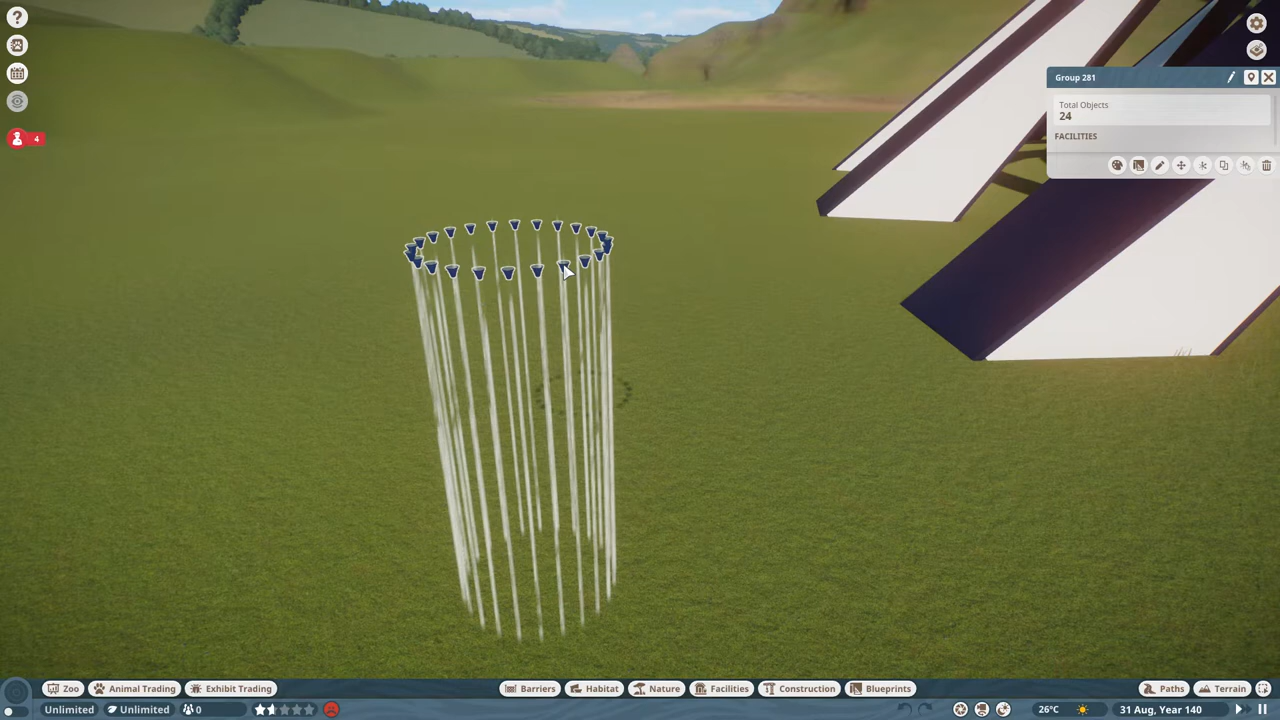 ?
4
Group 281
Total Objects
24
FACILITIES
Zoo
Animal Trading
Exhibit Trading
Barriers
Habitat
Nature
Facilities
Construction
Blueprints
Paths
Terrain
Unlimited
Unlimited
0
26°C
31 Aug, Year 140